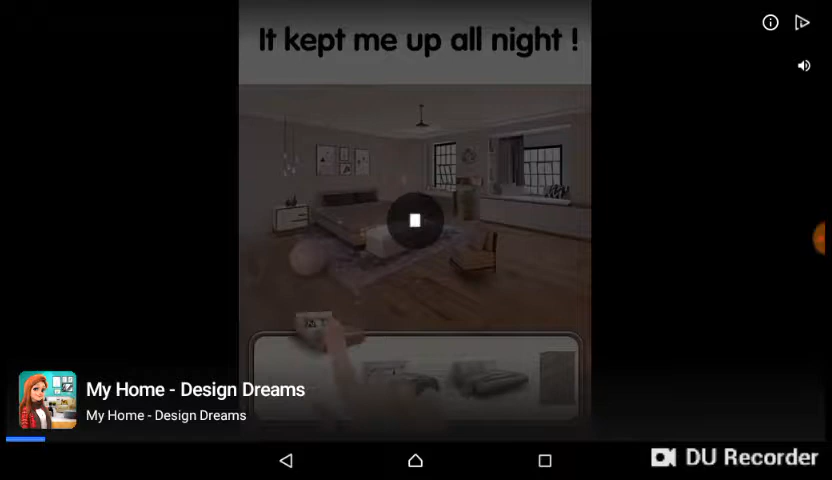 It kept me up all night !
My Home - Design Dreams
My Home - Design Dreams
DU Recorder